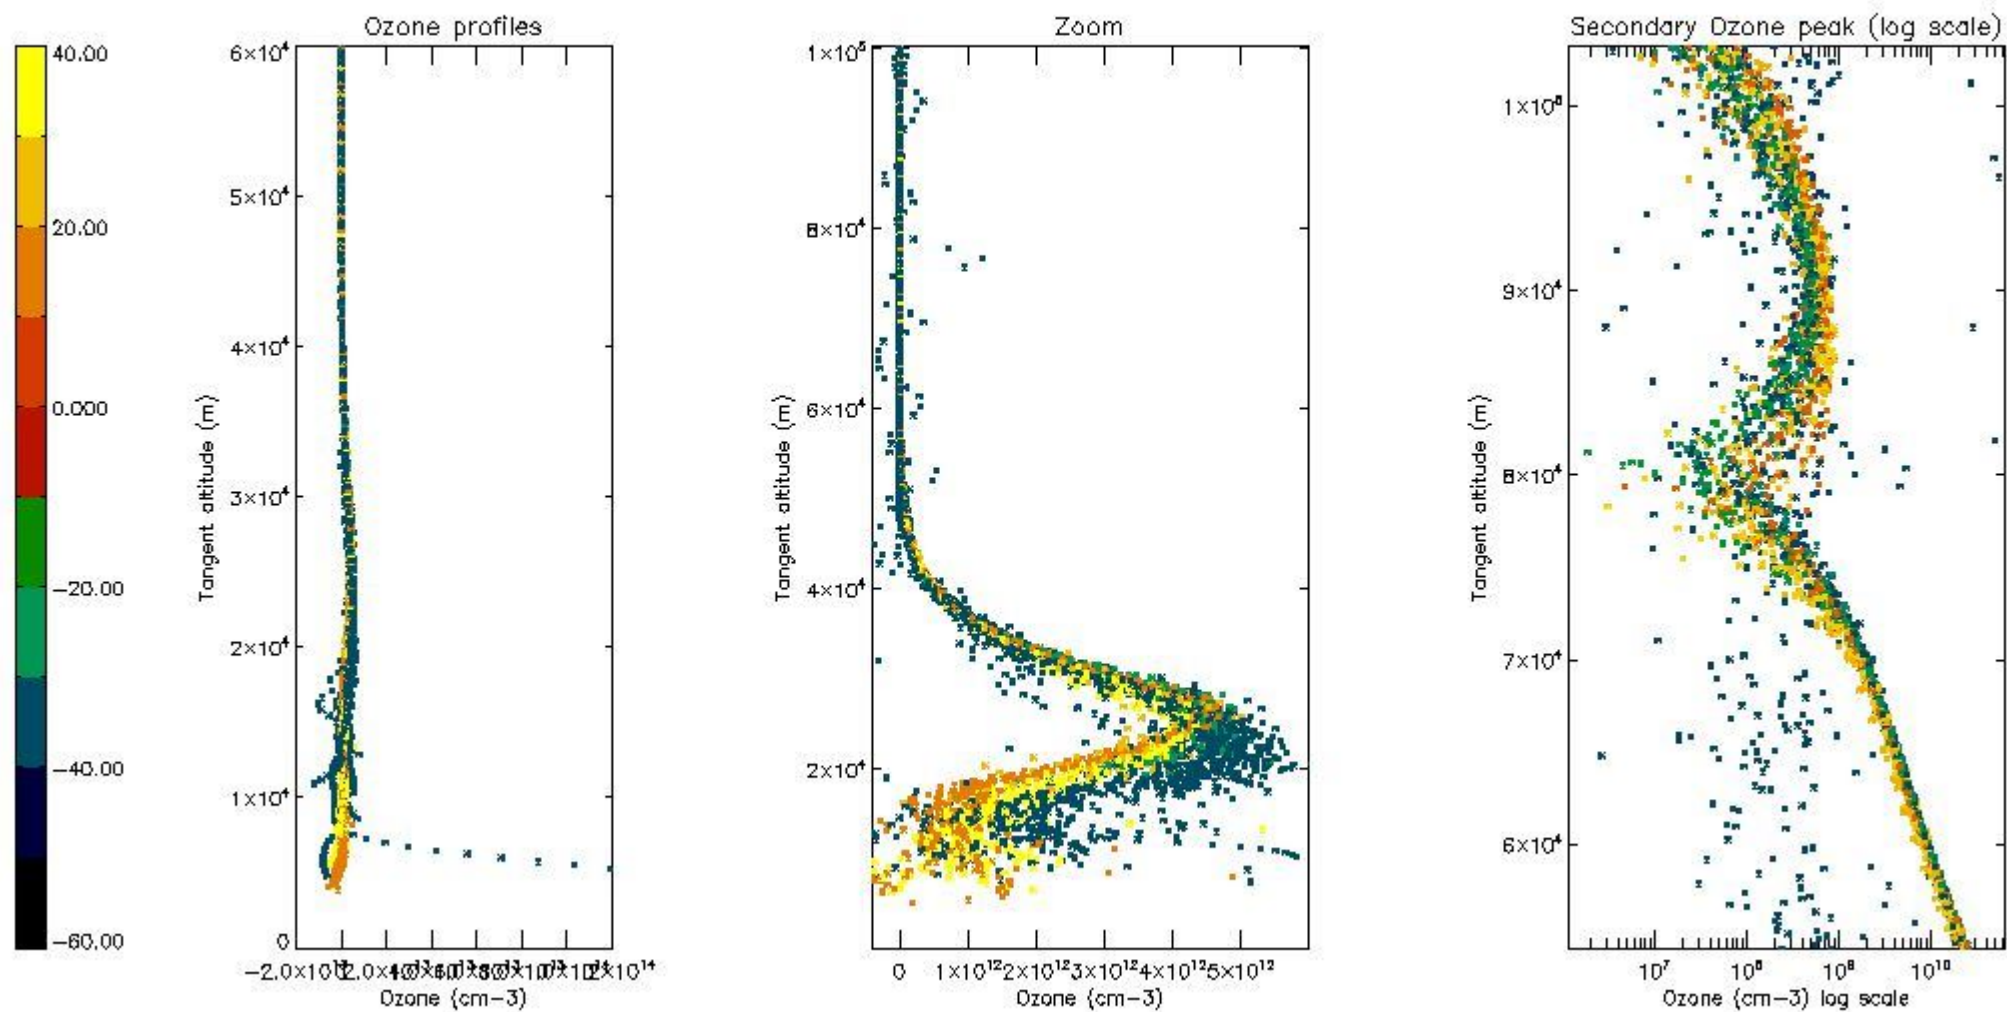 Ozone profiles
Zoom
Secondary Ozone peak (log scale)
40.00
20.00
0.000
−20.00
−40.00
−60.00
6×10⁴
5×10⁴
4×10⁴
3×10⁴
2×10⁴
1×10⁴
0
Tangent altitude (m)
Ozone (cm−3)
1×10⁵
8×10⁴
6×10⁴
4×10⁴
2×10⁴
Tangent altitude (m)
0 1×10¹² 2×10¹² 3×10¹² 4×10¹² 5×10¹²
Ozone (cm−3)
9×10⁴
8×10⁴
7×10⁴
6×10⁴
Tangent altitude (m)
10⁷ 10⁸ 10⁹ 10¹⁰
Ozone (cm−3) log scale